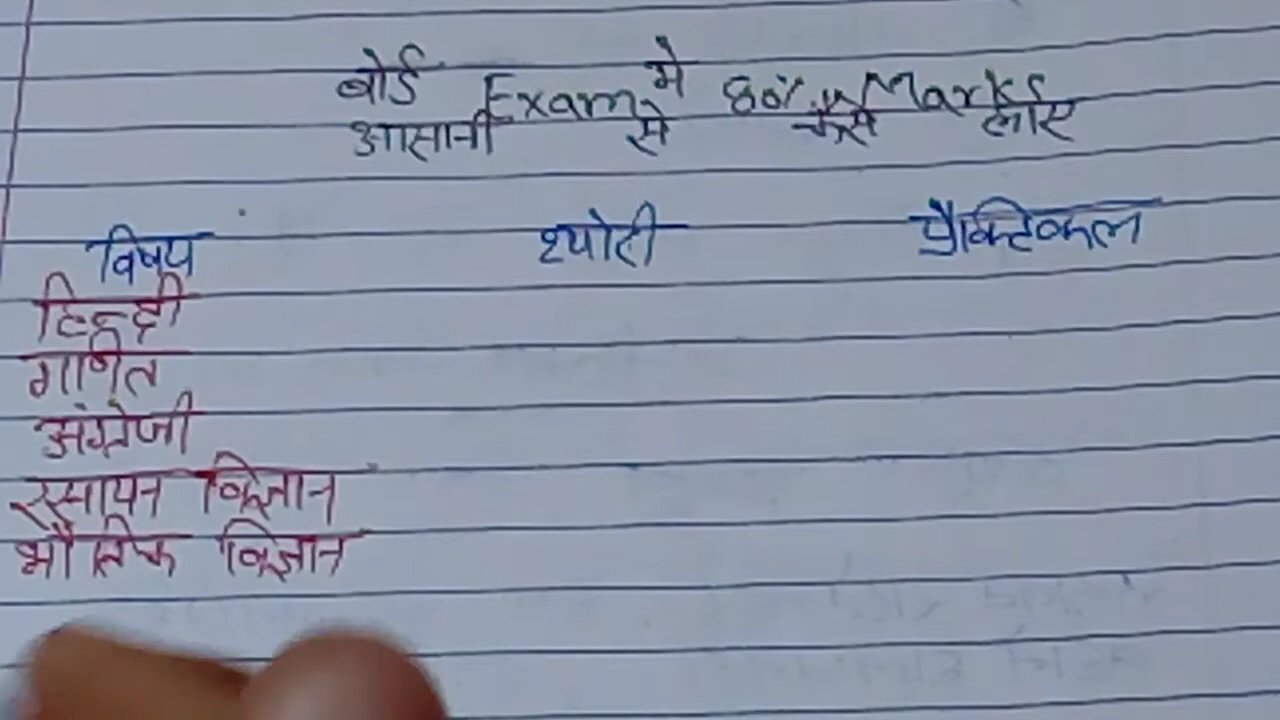 बोर्ड Exam मे 80% Marks
आसानी से कैसे लाए
विषय थ्योरी प्रैक्टिकल
हिन्दी
गणित
अंग्रेजी
रसायन विज्ञान
भौतिक विज्ञान